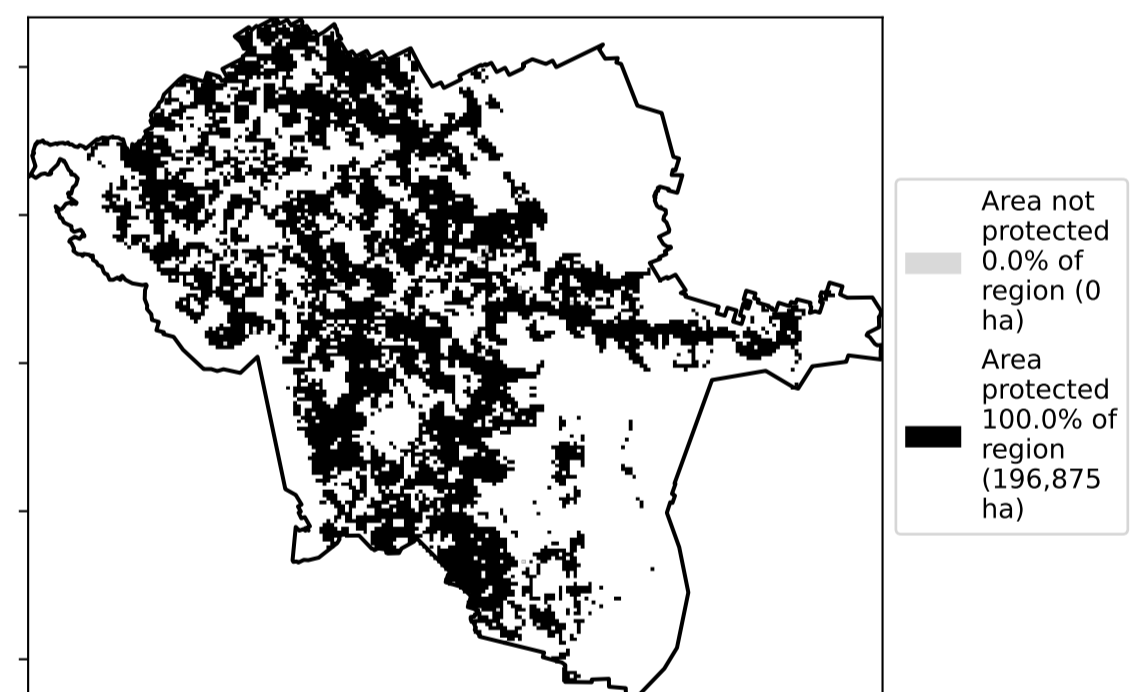 Area not
protected
0.0% of
region (0
ha)
Area
protected
100.0% of
region
(196,875
ha)